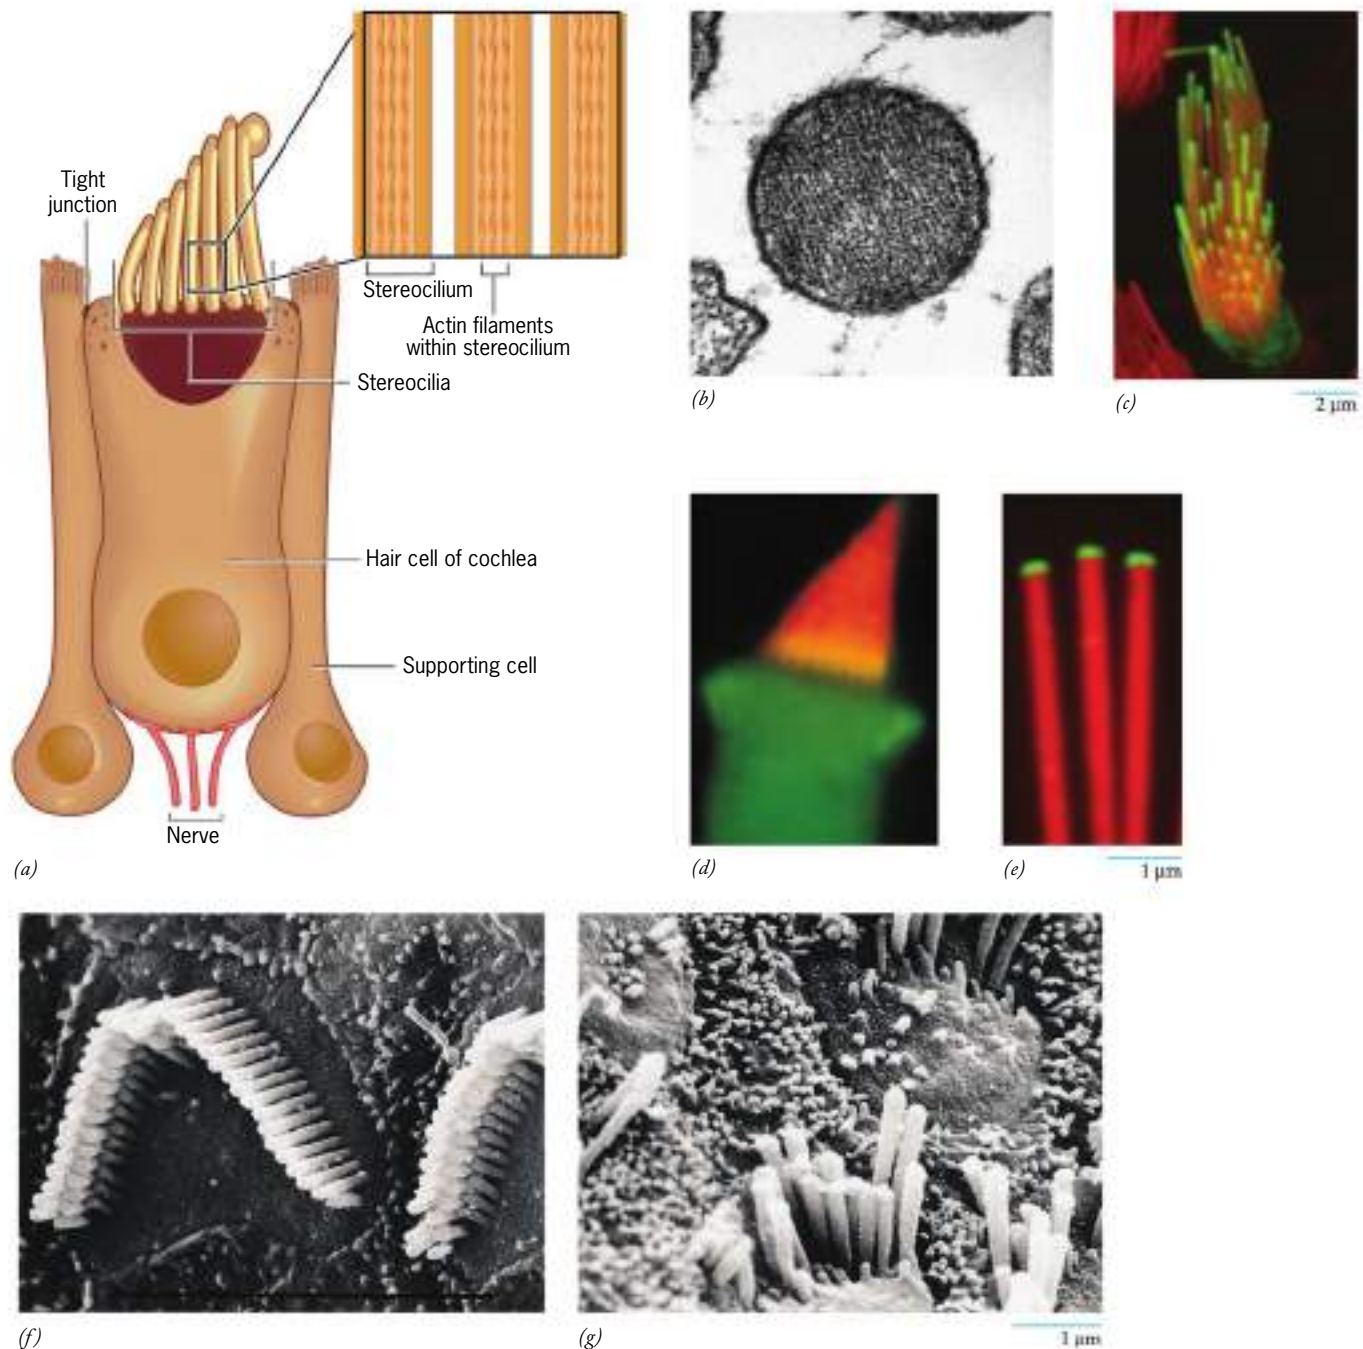 Tight
junction
Stereocilium
Actin filaments
within stereocilium
Stereocilia
Hair cell of cochlea
Supporting cell
Nerve
(a)
(b)
(c)
2 µm
(d)
(e)
1 µm
(f)
(g)
1 µm